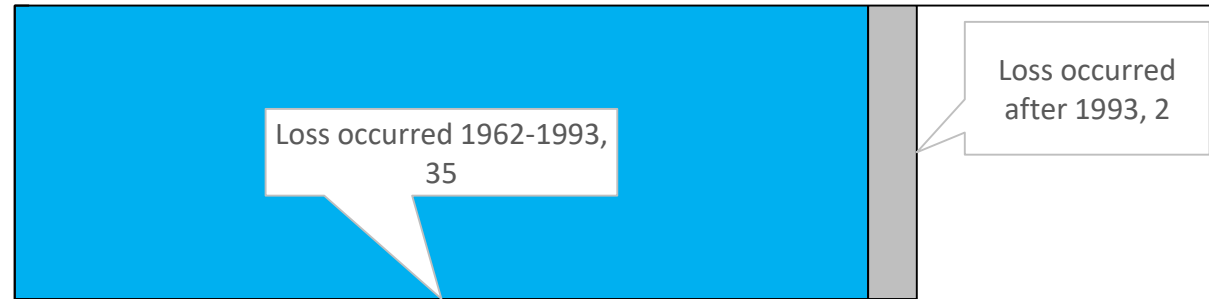 Loss occurred 1962-1993,
35
Loss occurred
after 1993, 2